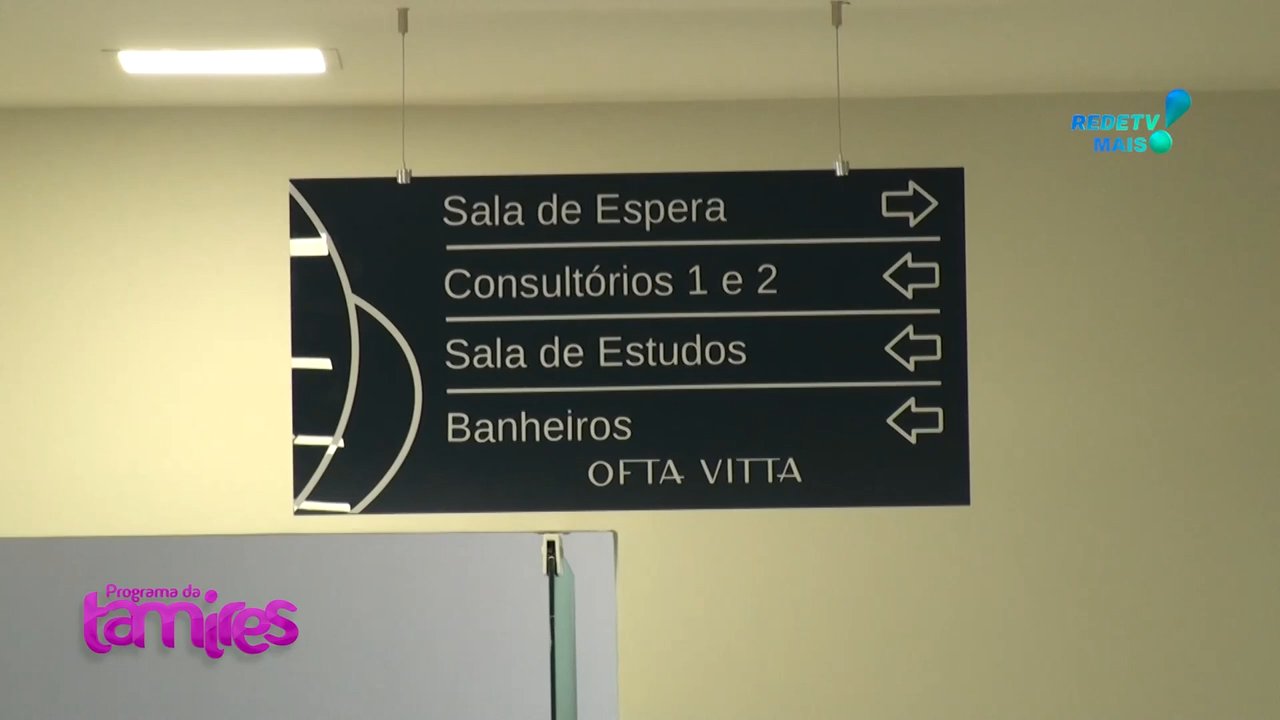 REDETV
MAIS
Sala de Espera
Consultórios 1 e 2
Sala de Estudos
Banheiros
OFTA VITTA
Programa da
tamires